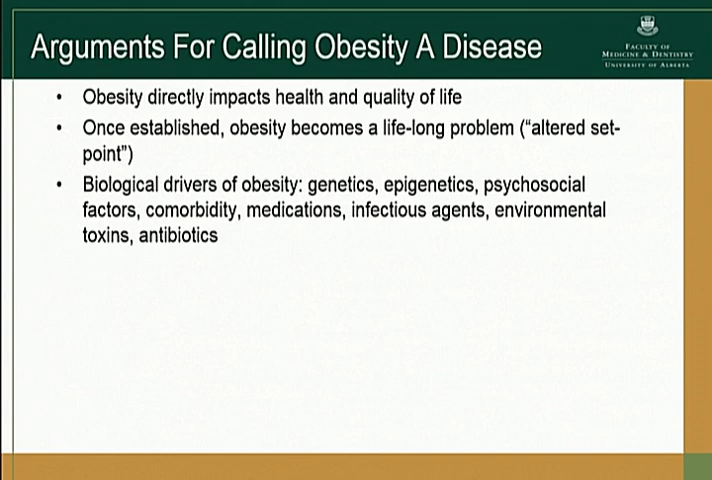 Arguments For Calling Obesity A Disease
FACULTY OF
MEDICINE & DENTISTRY
UNIVERSITY OF ALBERTA
• Obesity directly impacts health and quality of life
• Once established, obesity becomes a life-long problem (“altered set-
point”)
• Biological drivers of obesity: genetics, epigenetics, psychosocial
factors, comorbidity, medications, infectious agents, environmental
toxins, antibiotics